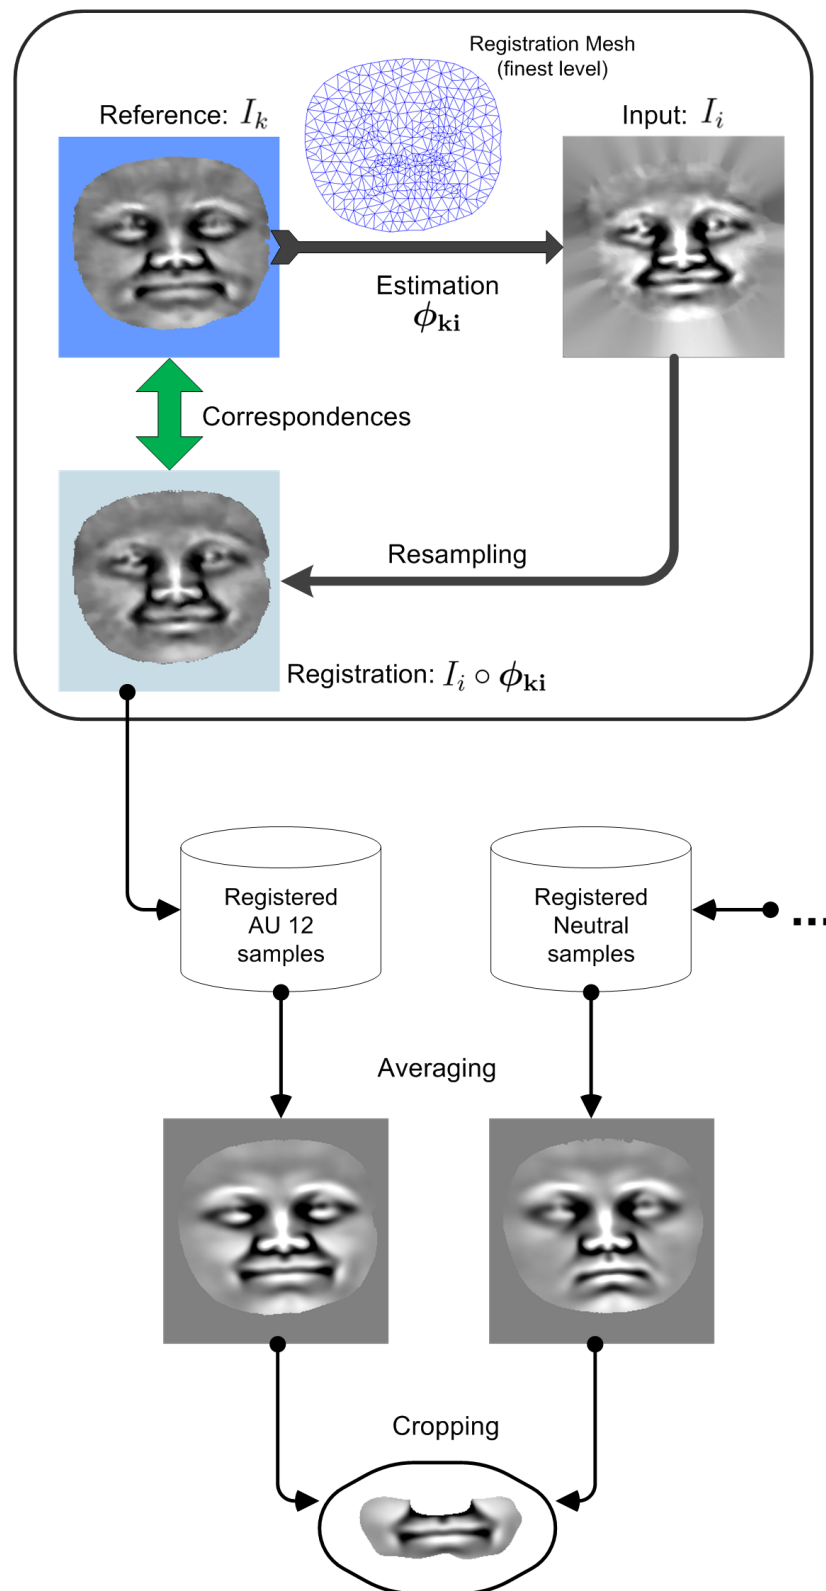 Registration Mesh
(finest level)
Reference: I_k
Input: I_i
Estimation
ϕ_ki
Correspondences
Resampling
Registration: I_i ∘ ϕ_ki
Registered
AU 12
samples
Registered
Neutral
samples
...
Averaging
Cropping